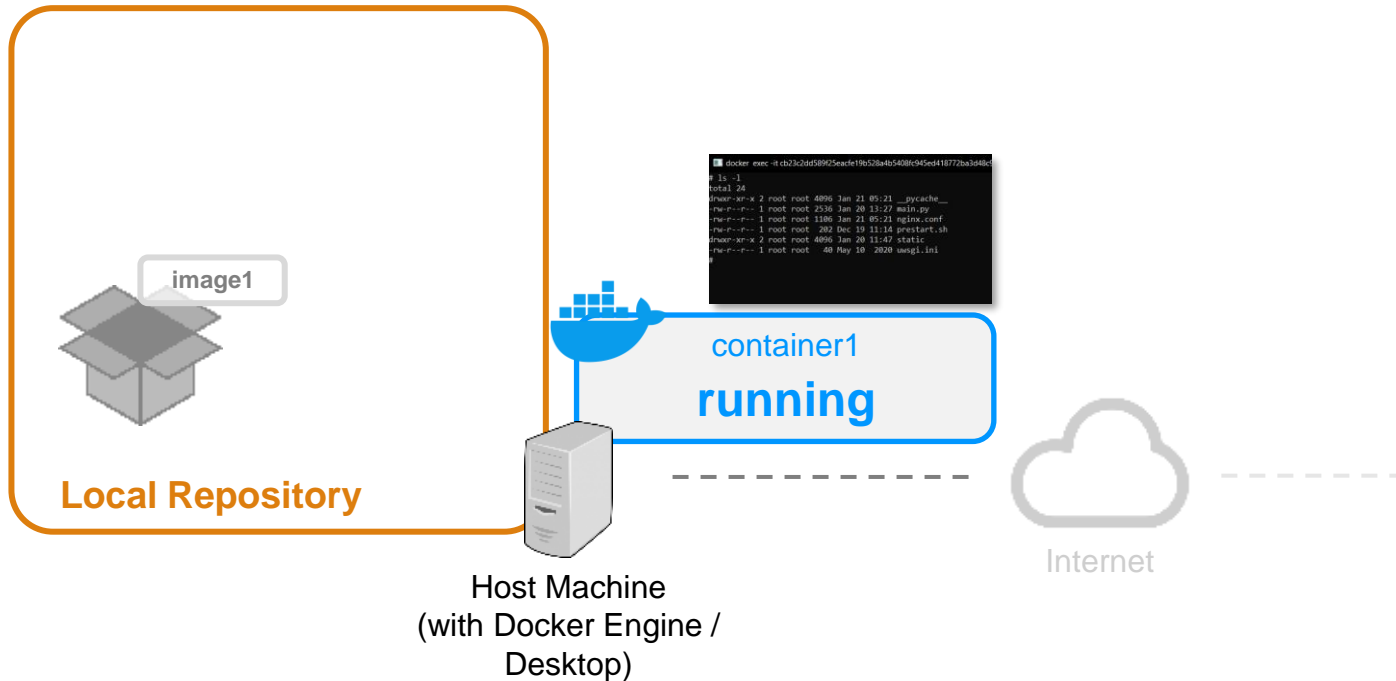 docker exec -it cb23c2dd589f25eacfe19b528a4b5408fc945ed418772ba3d48c9
# ls -l
total 24
drwxr-xr-x 2 root root 4096 Jan 21 05:21 __pycache__
-rw-r--r-- 1 root root 2536 Jan 20 13:27 main.py
-rw-r--r-- 1 root root 1106 Jan 21 05:21 nginx.conf
-rw-r--r-- 1 root root  202 Dec 19 11:14 prestart.sh
drwxr-xr-x 2 root root 4096 Jan 20 11:47 static
-rw-r--r-- 1 root root   40 May 10  2020 uwsgi.ini
#
image1
container1
running
Local Repository
Internet
Host Machine
(with Docker Engine /
Desktop)